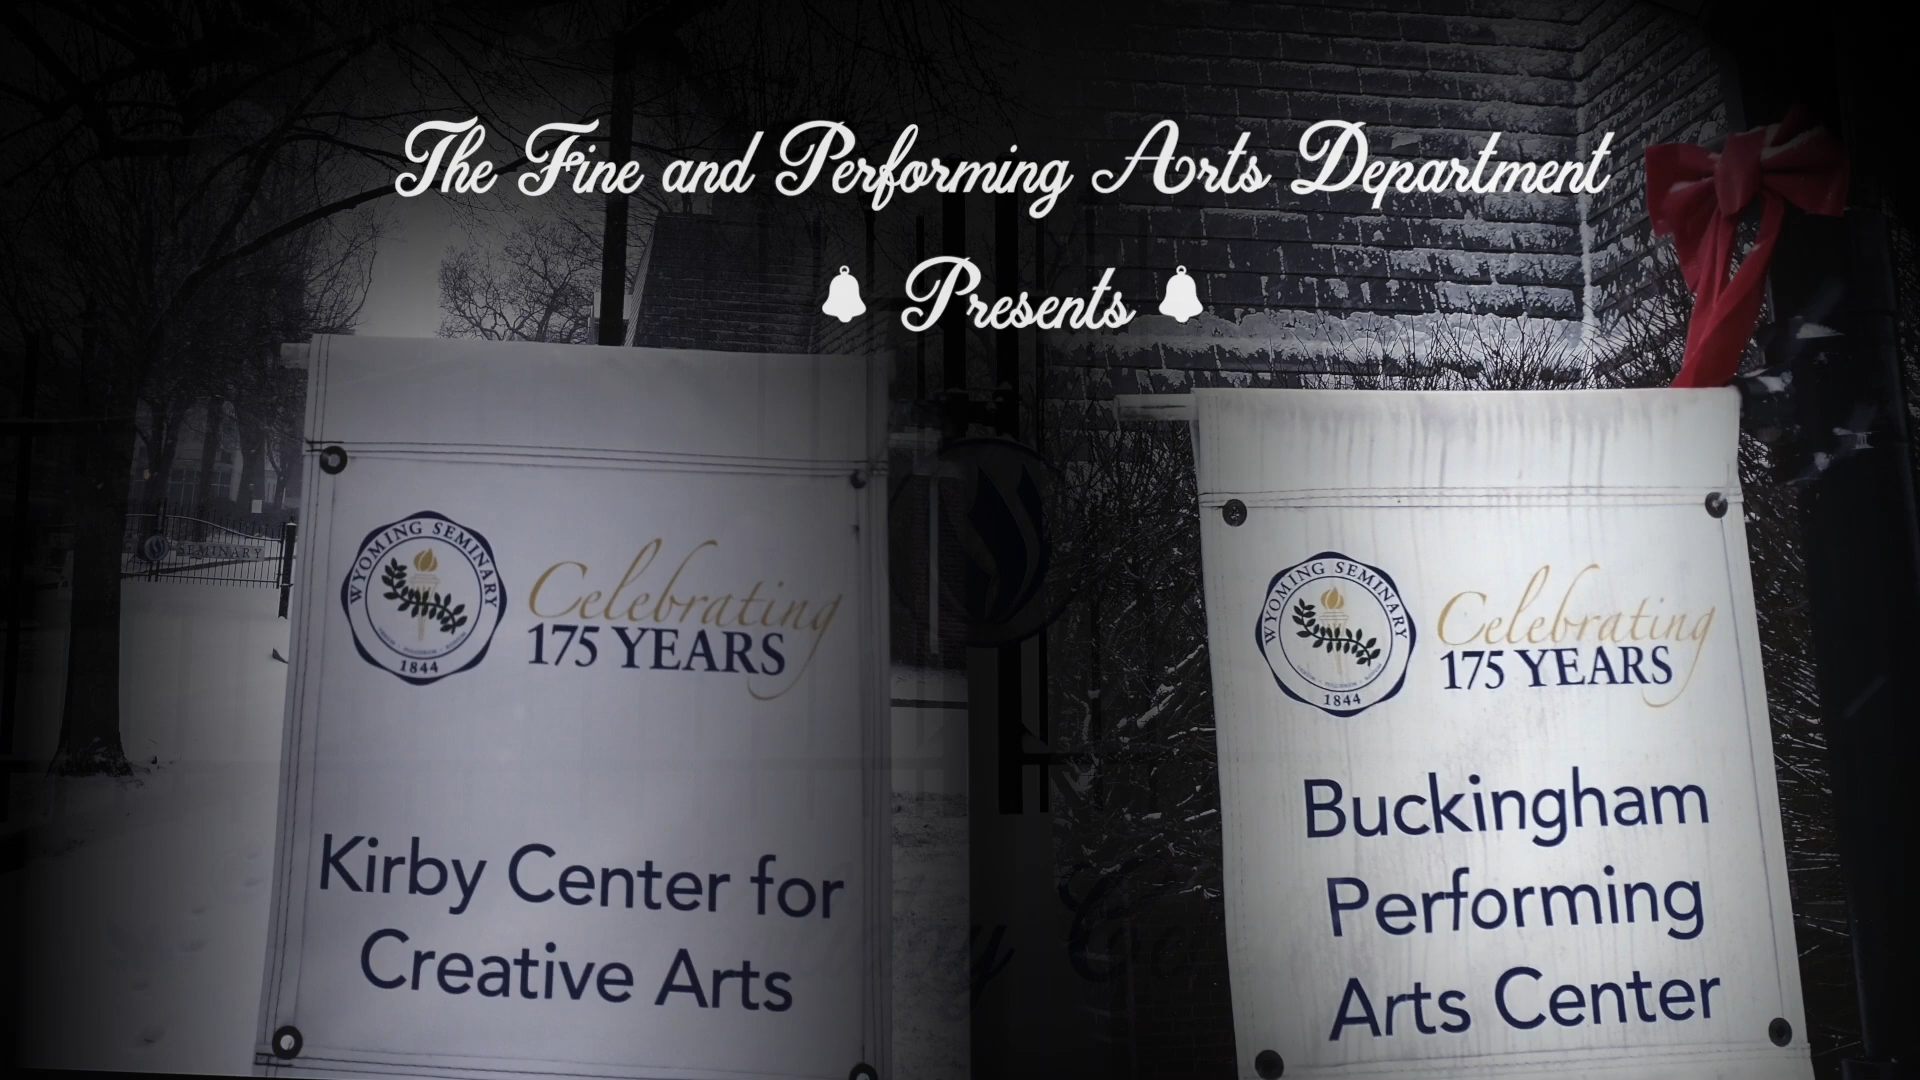 The Fine and Performing Arts Department
Presents
WYOMING SEMINARY
1844
Celebrating
175 YEARS
Kirby Center for
Creative Arts
WYOMING SEMINARY
1844
Celebrating
175 YEARS
Buckingham
Performing
Arts Center
SEMINARY